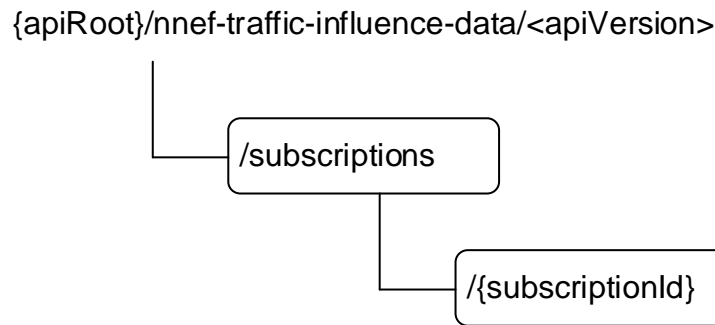 {apiRoot}/nnef-traffic-influence-data/<apiVersion>
/subscriptions
/{subscriptionId}